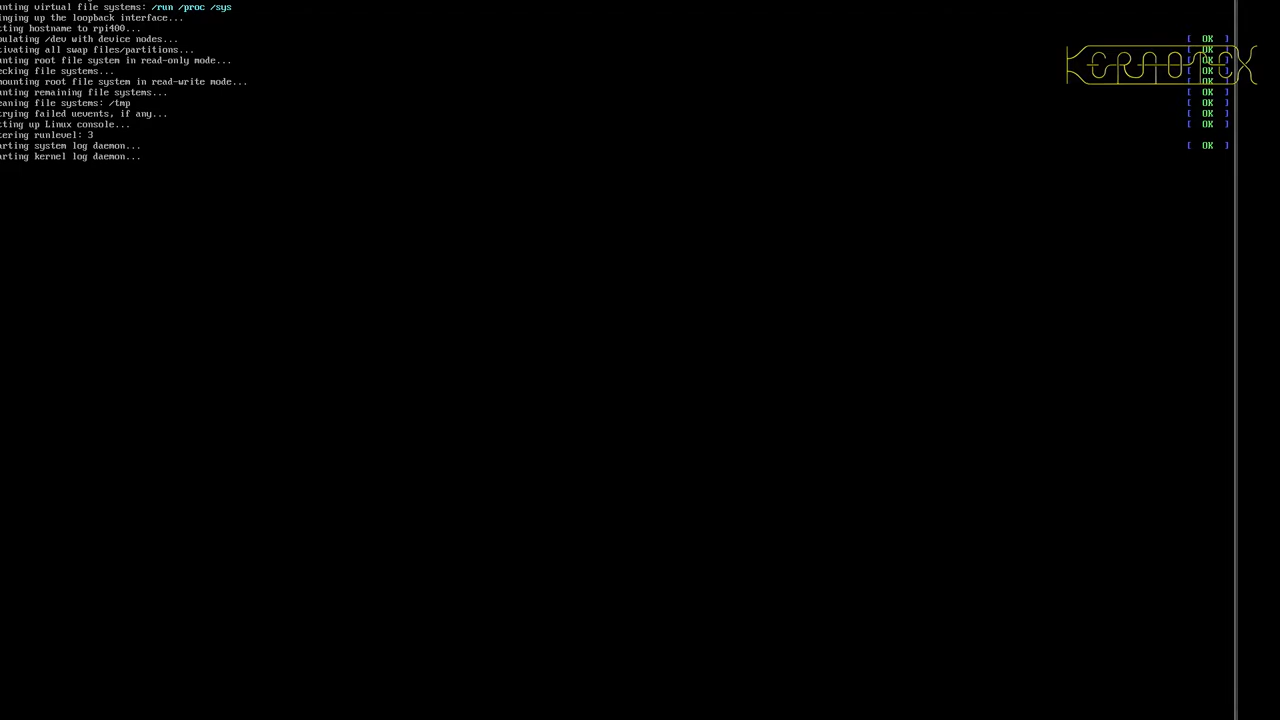 unting virtual file systems: /run /proc /sys
inging up the loopback interface...
tting hostname to rpi400...
pulating /dev with device nodes... [ OK ]
tivating all swap files/partitions... [ OK ]
unting root file system in read-only mode... [ OK ]
ecking file systems... [ OK ]
mounting root file system in read-write mode... [ OK ]
unting remaining file systems... [ OK ]
eaning file systems: /tmp [ OK ]
trying failed uevents, if any... [ OK ]
tting up Linux console... [ OK ]
tering runlevel: 3
arting system log daemon... [ OK ]
arting kernel log daemon...